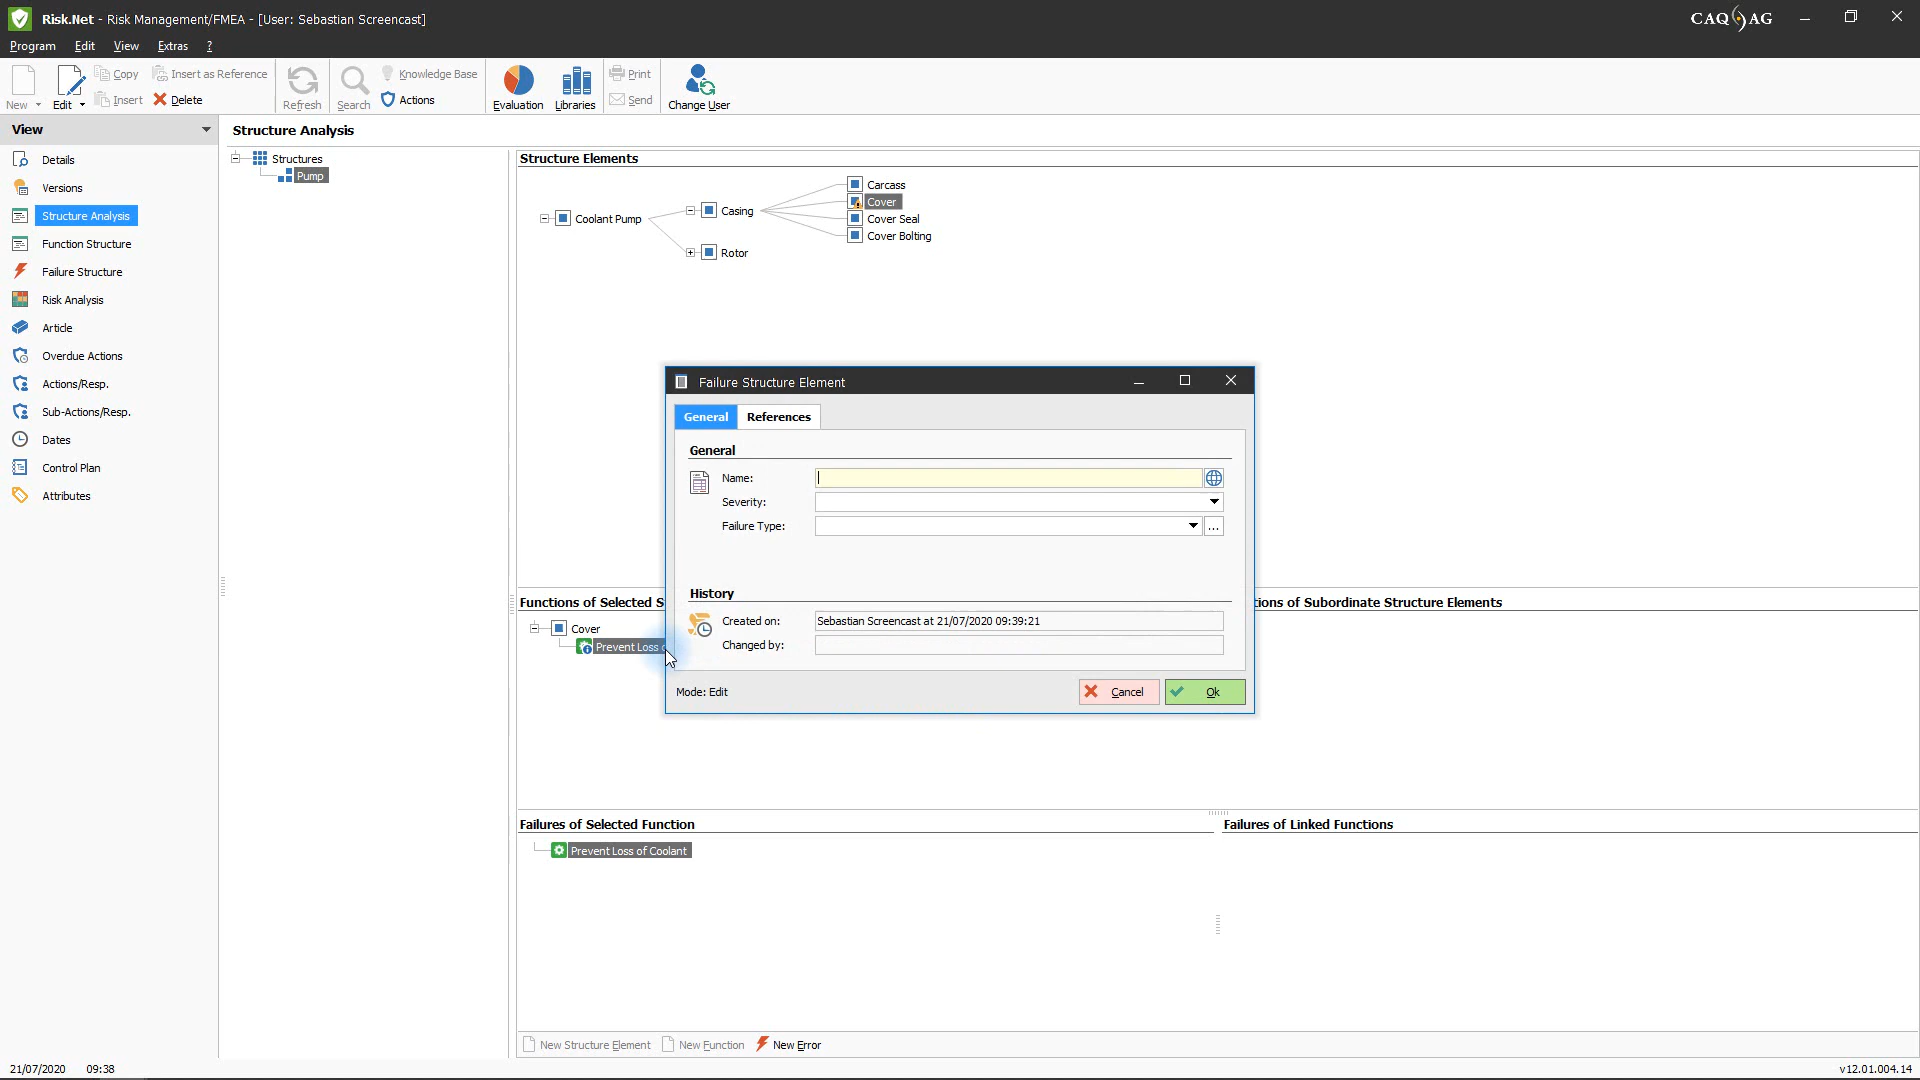 Risk.Net - Risk Management/FMEA - [User: Sebastian Screencast]
CAQ AG
Program Edit View Extras ?
New Edit Copy Insert Insert as Reference Delete Refresh Search Knowledge Base Actions Evaluation Libraries Print Send Change User
View
Details
Versions
Structure Analysis
Function Structure
Failure Structure
Risk Analysis
Article
Overdue Actions
Actions/Resp.
Sub-Actions/Resp.
Dates
Control Plan
Attributes
Structure Analysis
Structures
Pump
Structure Elements
Coolant Pump
Casing
Rotor
Carcass
Cover
Cover Seal
Cover Bolting
Failure Structure Element
General References
General
Name:
Severity:
Failure Type:
...
History
Created on: Sebastian Screencast at 21/07/2020 09:39:21
Changed by:
Mode: Edit
Cancel Ok
Functions of Selected S
Cover
Prevent Loss
tions of Subordinate Structure Elements
Failures of Selected Function
Prevent Loss of Coolant
Failures of Linked Functions
New Structure Element New Function New Error
21/07/2020 09:38
v12.01.004.14